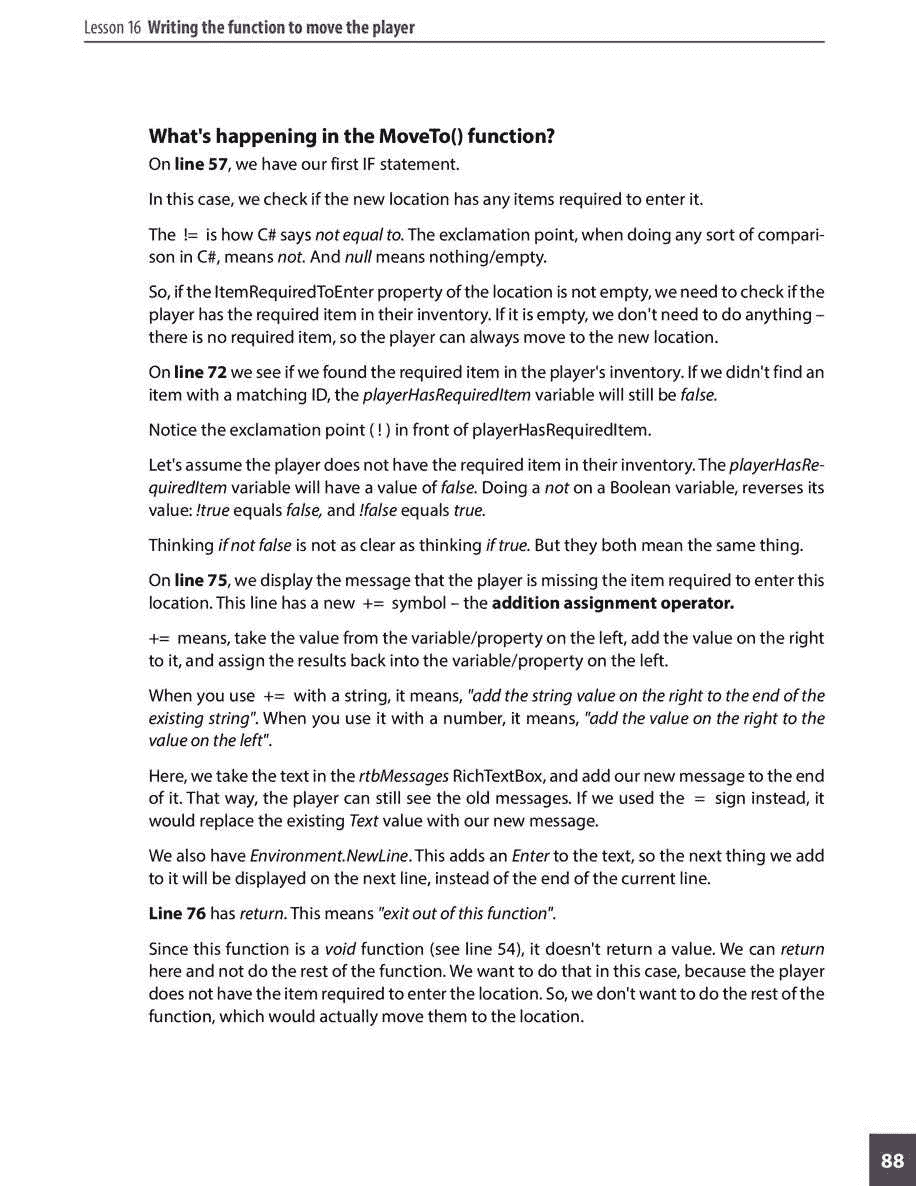 Lesson 16 Writing the function to move the player
What's happening in the MoveTo() function?
On line 57, we have our first IF statement.
In this case, we check if the new location has any items required to enter it.
The != is how C# says not equal to. The exclamation point, when doing any sort of compari-
son in C#, means not. And null means nothing/empty.
So, if the ItemRequiredToEnter property of the location is not empty, we need to check if the
player has the required item in their inventory. If it is empty, we don't need to do anything –
there is no required item, so the player can always move to the new location.
On line 72 we see if we found the required item in the player's inventory. If we didn't find an
item with a matching ID, the playerHasRequiredItem variable will still be false.
Notice the exclamation point ( ! ) in front of playerHasRequiredItem.
Let's assume the player does not have the required item in their inventory. The playerHasRe-
quiredItem variable will have a value of false. Doing a not on a Boolean variable, reverses its
value: !true equals false, and !false equals true.
Thinking if not false is not as clear as thinking if true. But they both mean the same thing.
On line 75, we display the message that the player is missing the item required to enter this
location. This line has a new += symbol – the addition assignment operator.
+= means, take the value from the variable/property on the left, add the value on the right
to it, and assign the results back into the variable/property on the left.
When you use += with a string, it means, "add the string value on the right to the end of the
existing string". When you use it with a number, it means, "add the value on the right to the
value on the left".
Here, we take the text in the rtbMessages RichTextBox, and add our new message to the end
of it. That way, the player can still see the old messages. If we used the = sign instead, it
would replace the existing Text value with our new message.
We also have Environment.NewLine. This adds an Enter to the text, so the next thing we add
to it will be displayed on the next line, instead of the end of the current line.
Line 76 has return. This means "exit out of this function".
Since this function is a void function (see line 54), it doesn't return a value. We can return
here and not do the rest of the function. We want to do that in this case, because the player
does not have the item required to enter the location. So, we don't want to do the rest of the
function, which would actually move them to the location.
88